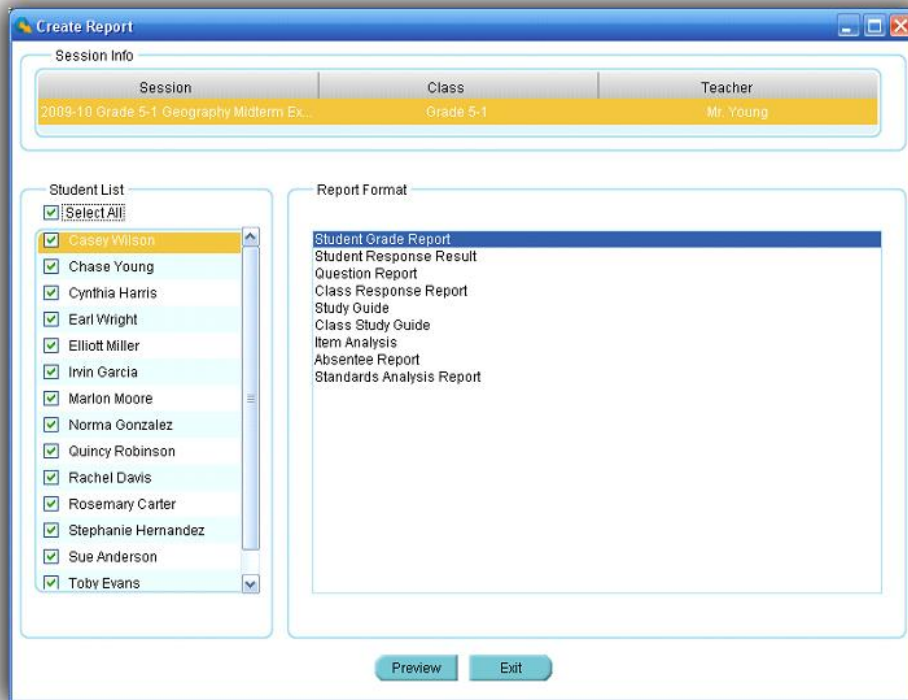 Create Report
Session Info
Session Class Teacher
2009-10 Grade 5-1 Geography Midterm Ex... Grade 5-1 Mr. Young
Student List
Select All
Casey Wilson
Chase Young
Cynthia Harris
Earl Wright
Elliott Miller
Irvin Garcia
Marlon Moore
Norma Gonzalez
Quincy Robinson
Rachel Davis
Rosemary Carter
Stephanie Hernandez
Sue Anderson
Toby Evans
Report Format
Student Grade Report
Student Response Result
Question Report
Class Response Report
Study Guide
Class Study Guide
Item Analysis
Absentee Report
Standards Analysis Report
Preview Exit